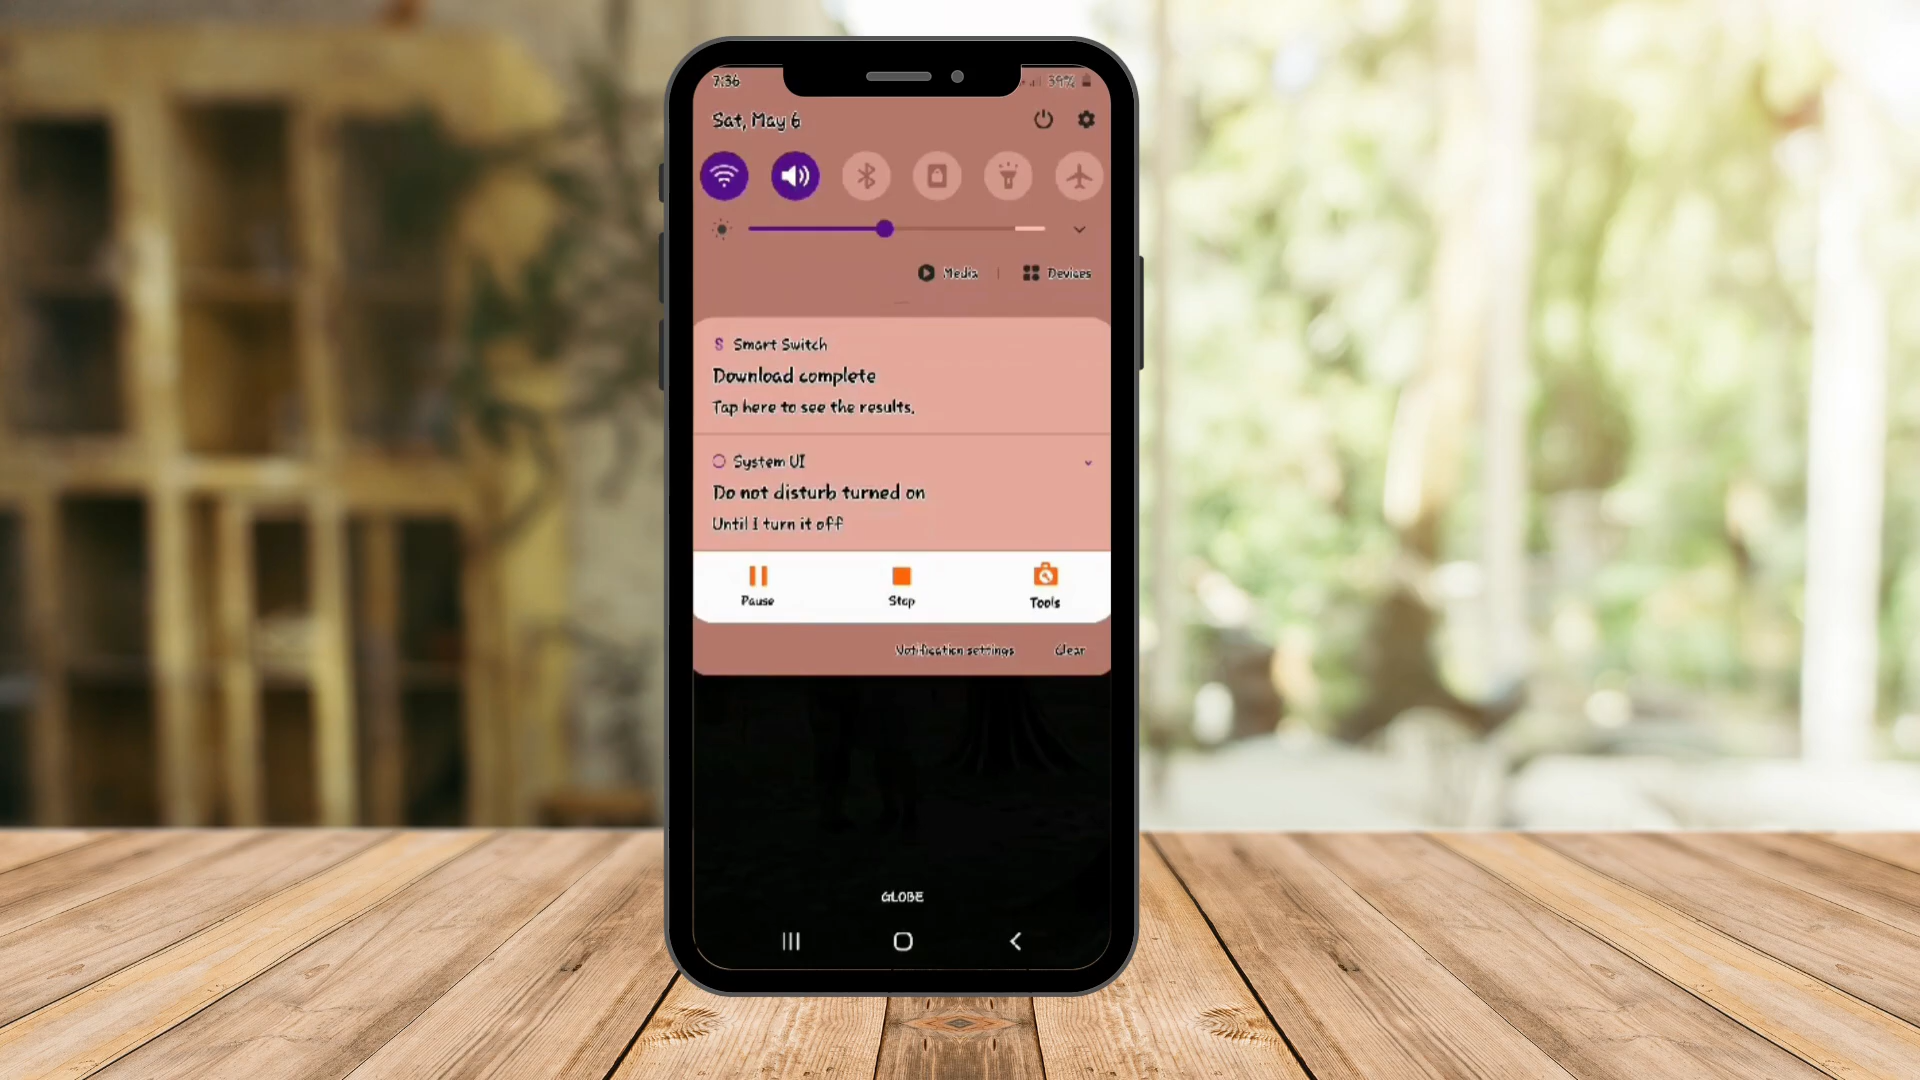 7:36
39%
Sat, May 6
Media | Devices
Smart Switch
Download complete
Tap here to see the results.
System UI
Do not disturb turned on
Until I turn it off
Pause Stop Tools
Notification settings Clear
GLOBE